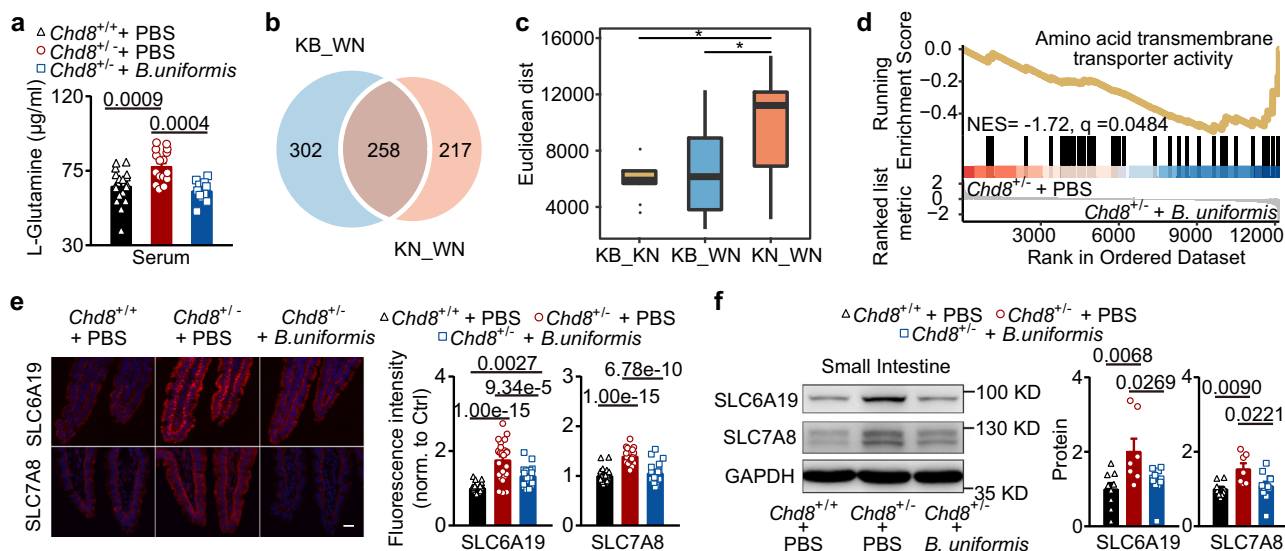 a
Chd8+/+ + PBS
Chd8+/- + PBS
Chd8+/- + B.uniformis
L-Glutamine (µg/ml)
120
75
30
0.0009
0.0004
Serum
b
KB_WN
302
258
217
KN_WN
c
Euclidean dist
16000
12000
8000
4000
*
*
KB_KN
KB_WN
KN_WN
d
Running
Enrichment Score
0.0
−0.2
−0.4
Amino acid transmembrane
transporter activity
NES= -1.72, q =0.0484
Ranked list
metric
2
0
−2
Chd8+/- + PBS
Chd8+/- + B. uniformis
3000
6000
9000
12000
Rank in Ordered Dataset
e
Chd8+/+
+ PBS
Chd8+/-
+ PBS
Chd8+/-
+ B.uniformis
SLC6A19
SLC7A8
Chd8+/+ + PBS
Chd8+/- + PBS
Chd8+/- + B.uniformis
Fluorescence intensity
(norm. to Ctrl)
4
2
0
0.0027
9.34e-5
1.00e-15
SLC6A19
3
2
1
0
6.78e-10
1.00e-15
SLC7A8
f
Chd8+/+ + PBS
Chd8+/- + PBS
Chd8+/- + B.uniformis
Small Intestine
SLC6A19
100 KD
SLC7A8
130 KD
GAPDH
35 KD
Chd8+/+
+
PBS
Chd8+/-
+
PBS
Chd8+/-
+
B. uniformis
Protein
4
2
0
0.0068
0.0269
SLC6A19
4
2
0
0.0090
0.0221
SLC7A8